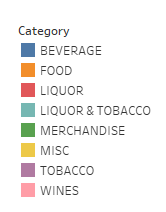 Category
BEVERAGE
FOOD
LIQUOR
LIQUOR & TOBACCO
MERCHANDISE
MISC
TOBACCO
WINES